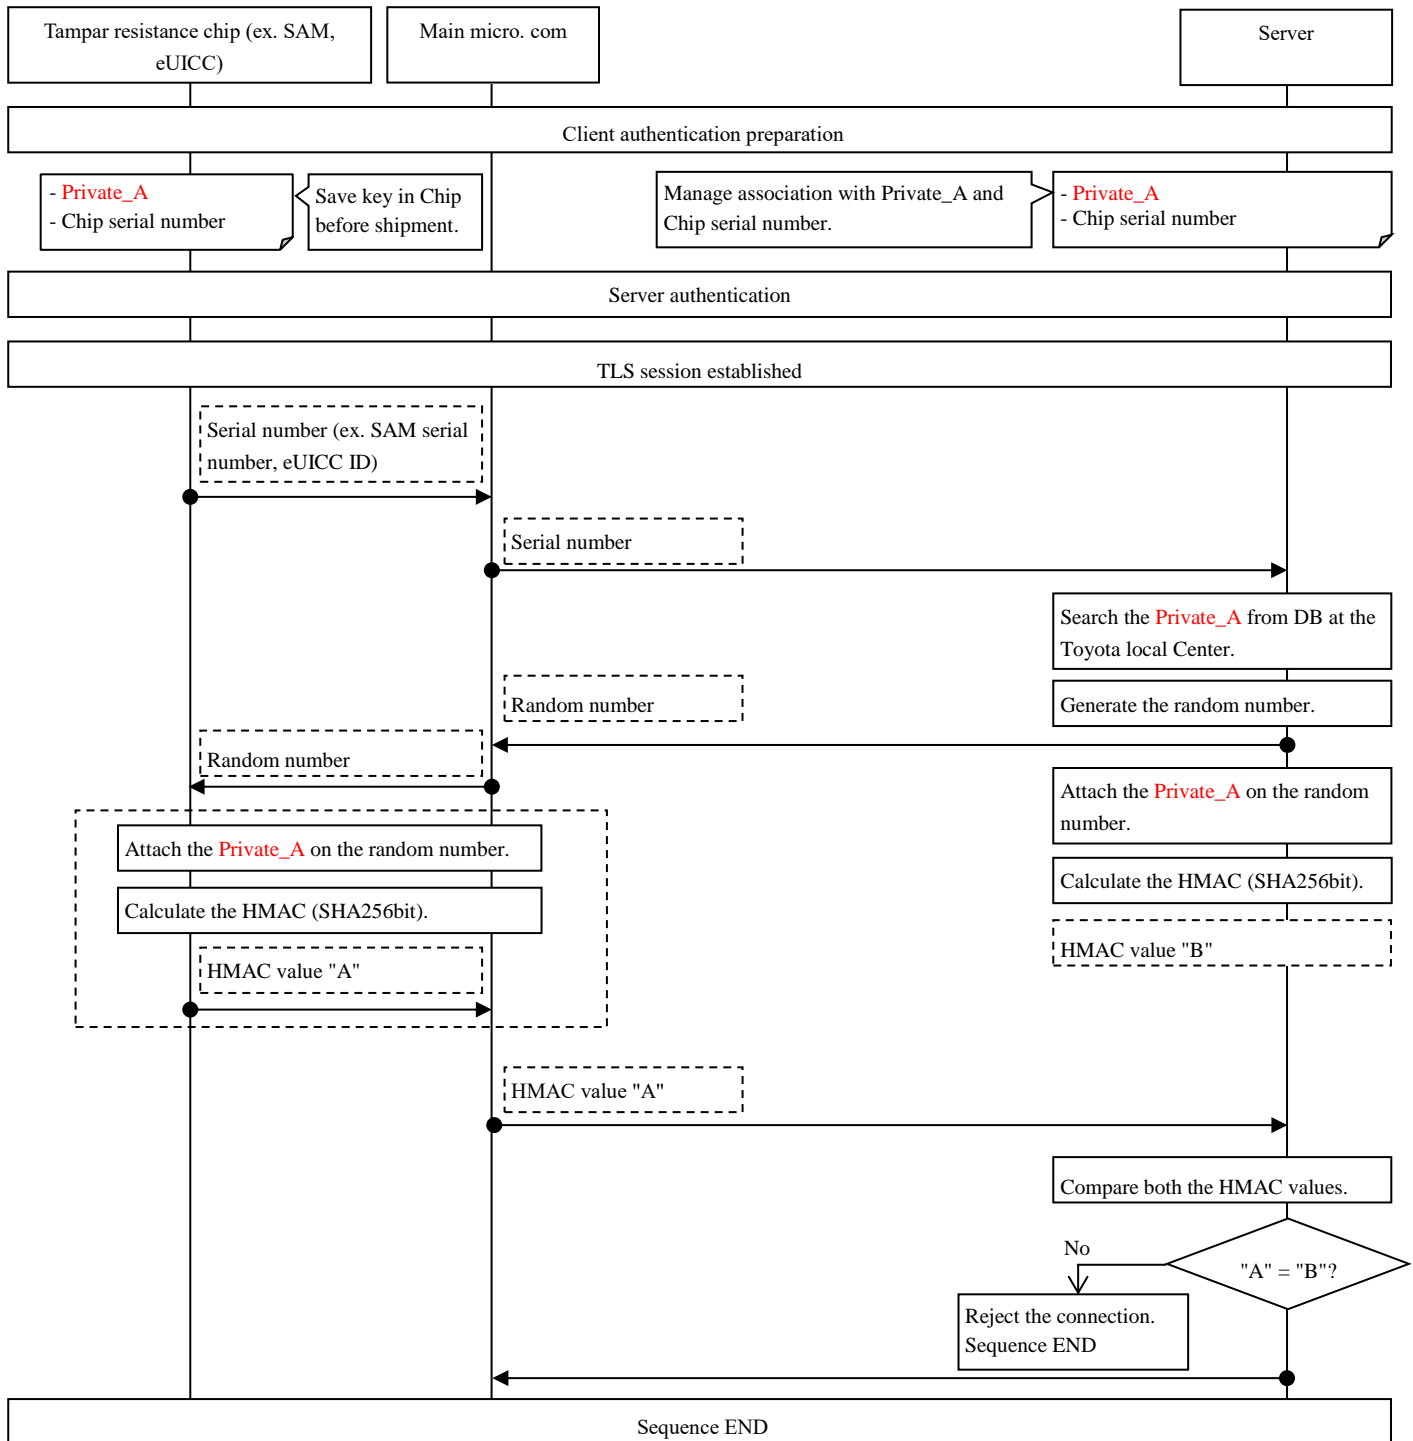 Tampar resistance chip (ex. SAM,
eUICC)
Main micro. com
Server
Client authentication preparation
- Private_A
- Chip serial number
Save key in Chip
before shipment.
Manage association with Private_A and
Chip serial number.
- Private_A
- Chip serial number
Server authentication
TLS session established
Serial number (ex. SAM serial
number, eUICC ID)
Serial number
Search the Private_A from DB at the
Toyota local Center.
Generate the random number.
Random number
Random number
Attach the Private_A on the random
number.
Attach the Private_A on the random number.
Calculate the HMAC (SHA256bit).
Calculate the HMAC (SHA256bit).
HMAC value "B"
HMAC value "A"
HMAC value "A"
Compare both the HMAC values.
No
"A" = "B"?
Reject the connection.
Sequence END
Sequence END